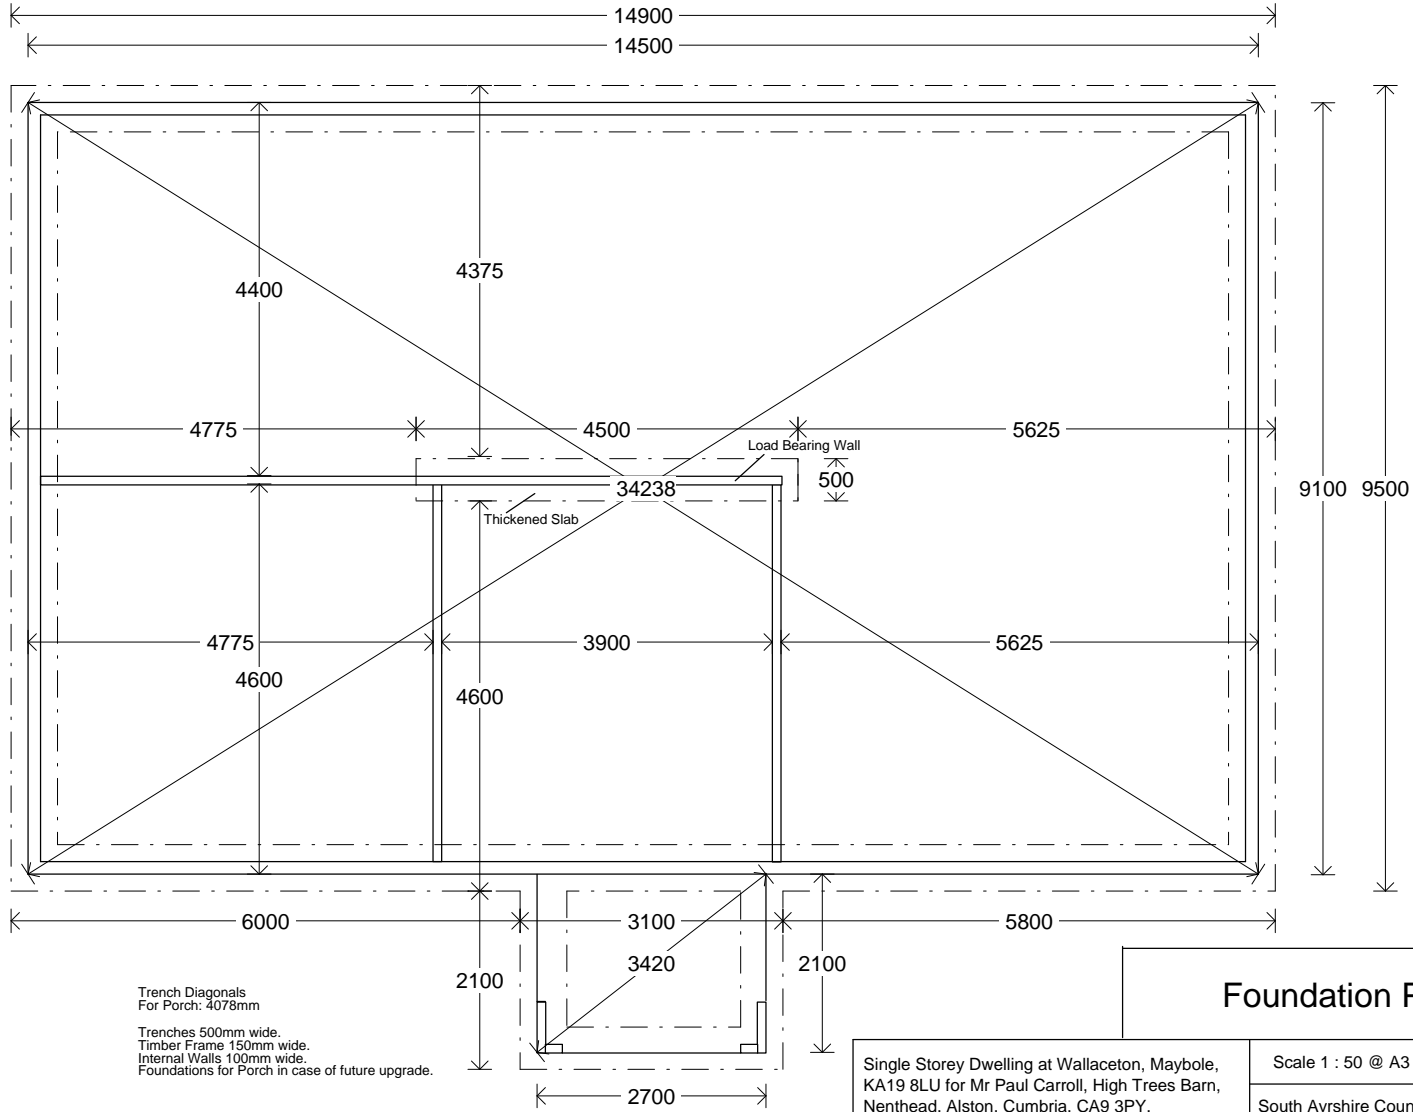 14900
14500
4375
4400
4775
4500
5625
Load Bearing Wall
500
34238
9100
9500
Thickened Slab
4775
3900
5625
4600
4600
6000
3100
5800
3420
2100
2100
2700
Trench Diagonals
For Porch: 4078mm
Trenches 500mm wide.
Timber Frame 150mm wide.
Internal Walls 100mm wide.
Foundations for Porch in case of future upgrade.
Foundation P
Single Storey Dwelling at Wallaceton, Maybole,
KA19 8LU for Mr Paul Carroll, High Trees Barn,
Nenthead, Alston, Cumbria, CA9 3PY.
Scale 1 : 50 @ A3
South Ayrshire Coun